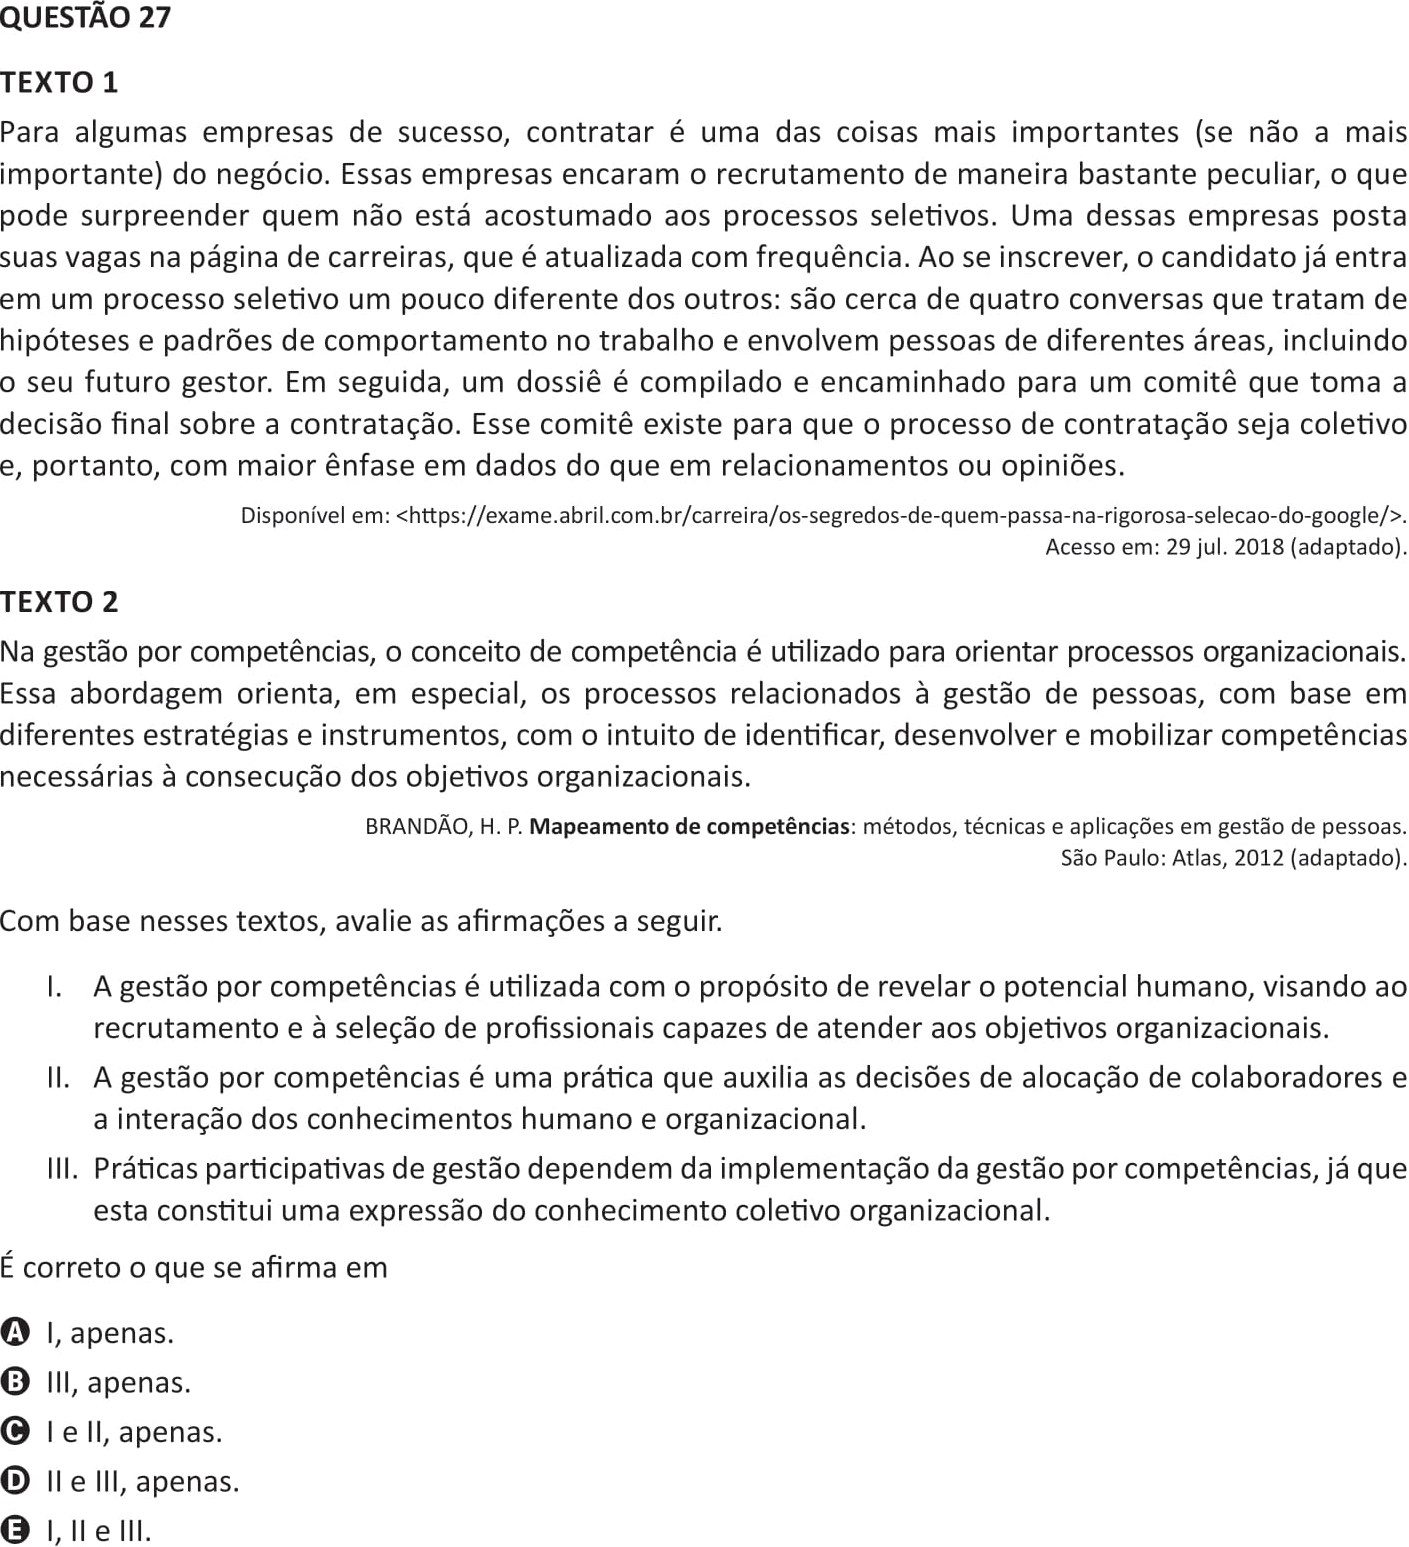 QUESTÃO 27
TEXTO 1
Para algumas empresas de sucesso, contratar é uma das coisas mais importantes (se não a mais
importante) do negócio. Essas empresas encaram o recrutamento de maneira bastante peculiar, o que
pode surpreender quem não está acostumado aos processos seletivos. Uma dessas empresas posta
suas vagas na página de carreiras, que é atualizada com frequência. Ao se inscrever, o candidato já entra
em um processo seletivo um pouco diferente dos outros: são cerca de quatro conversas que tratam de
hipóteses e padrões de comportamento no trabalho e envolvem pessoas de diferentes áreas, incluindo
o seu futuro gestor. Em seguida, um dossiê é compilado e encaminhado para um comitê que toma a
decisão final sobre a contratação. Esse comitê existe para que o processo de contratação seja coletivo
e, portanto, com maior ênfase em dados do que em relacionamentos ou opiniões.
Disponível em: <https://exame.abril.com.br/carreira/os-segredos-de-quem-passa-na-rigorosa-selecao-do-google/>.
Acesso em: 29 jul. 2018 (adaptado).
TEXTO 2
Na gestão por competências, o conceito de competência é utilizado para orientar processos organizacionais.
Essa abordagem orienta, em especial, os processos relacionados à gestão de pessoas, com base em
diferentes estratégias e instrumentos, com o intuito de identificar, desenvolver e mobilizar competências
necessárias à consecução dos objetivos organizacionais.
BRANDÃO, H. P. Mapeamento de competências: métodos, técnicas e aplicações em gestão de pessoas.
São Paulo: Atlas, 2012 (adaptado).
Com base nesses textos, avalie as afirmações a seguir.
I. A gestão por competências é utilizada com o propósito de revelar o potencial humano, visando ao
recrutamento e à seleção de profissionais capazes de atender aos objetivos organizacionais.
II. A gestão por competências é uma prática que auxilia as decisões de alocação de colaboradores e
a interação dos conhecimentos humano e organizacional.
III. Práticas participativas de gestão dependem da implementação da gestão por competências, já que
esta constitui uma expressão do conhecimento coletivo organizacional.
É correto o que se afirma em
A I, apenas.
B III, apenas.
C I e II, apenas.
D II e III, apenas.
E I, II e III.